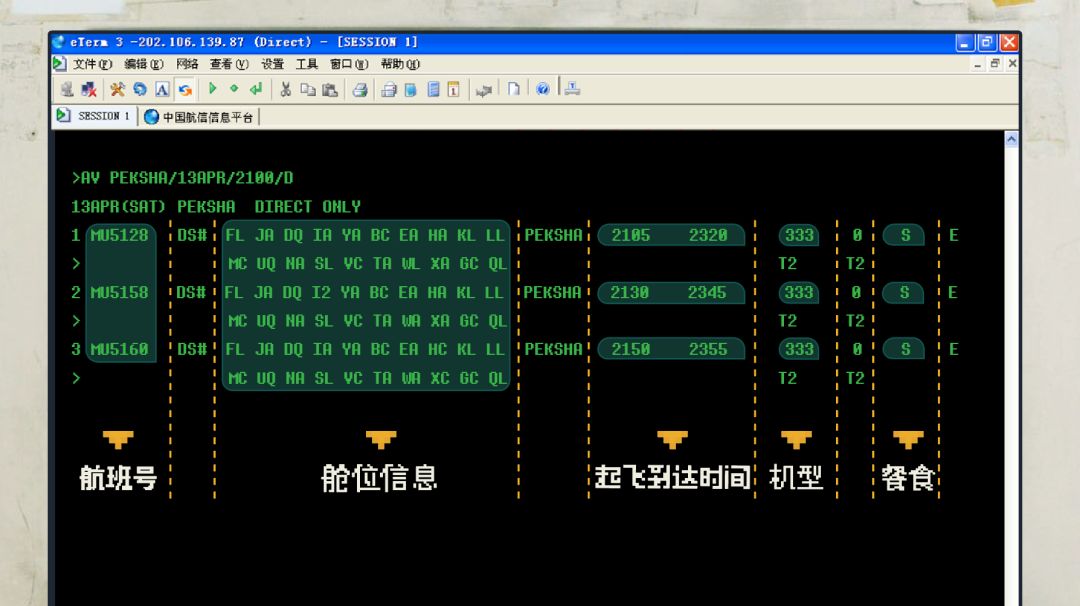 eTerm 3 -202.106.139.87 (Direct) - [SESSION 1]
文件(F) 编辑(E) 网络 查看(V) 设置 工具 窗口(W) 帮助(H)
SESSION 1 中国航信信息平台
>AV PEKSHA/13APR/2100/D
13APR(SAT) PEKSHA DIRECT ONLY
1 MU5128 DS# FL JA DQ IA YA BC EA HA KL LL PEKSHA 2105 2320 333 0 S E
> MC UQ NA SL VC TA WL XA GC QL T2 T2
2 MU5158 DS# FL JA DQ I2 YA BC EA HA KL LL PEKSHA 2130 2345 333 0 S E
> MC UQ NA SL VC TA WA XA GC QL T2 T2
3 MU5160 DS# FL JA DQ IA YA BC EA HC KL LL PEKSHA 2150 2355 333 0 S E
> MC UQ NA SL VC TA WA XC GC QL T2 T2
航班号 舱位信息 起飞到达时间 机型 餐食